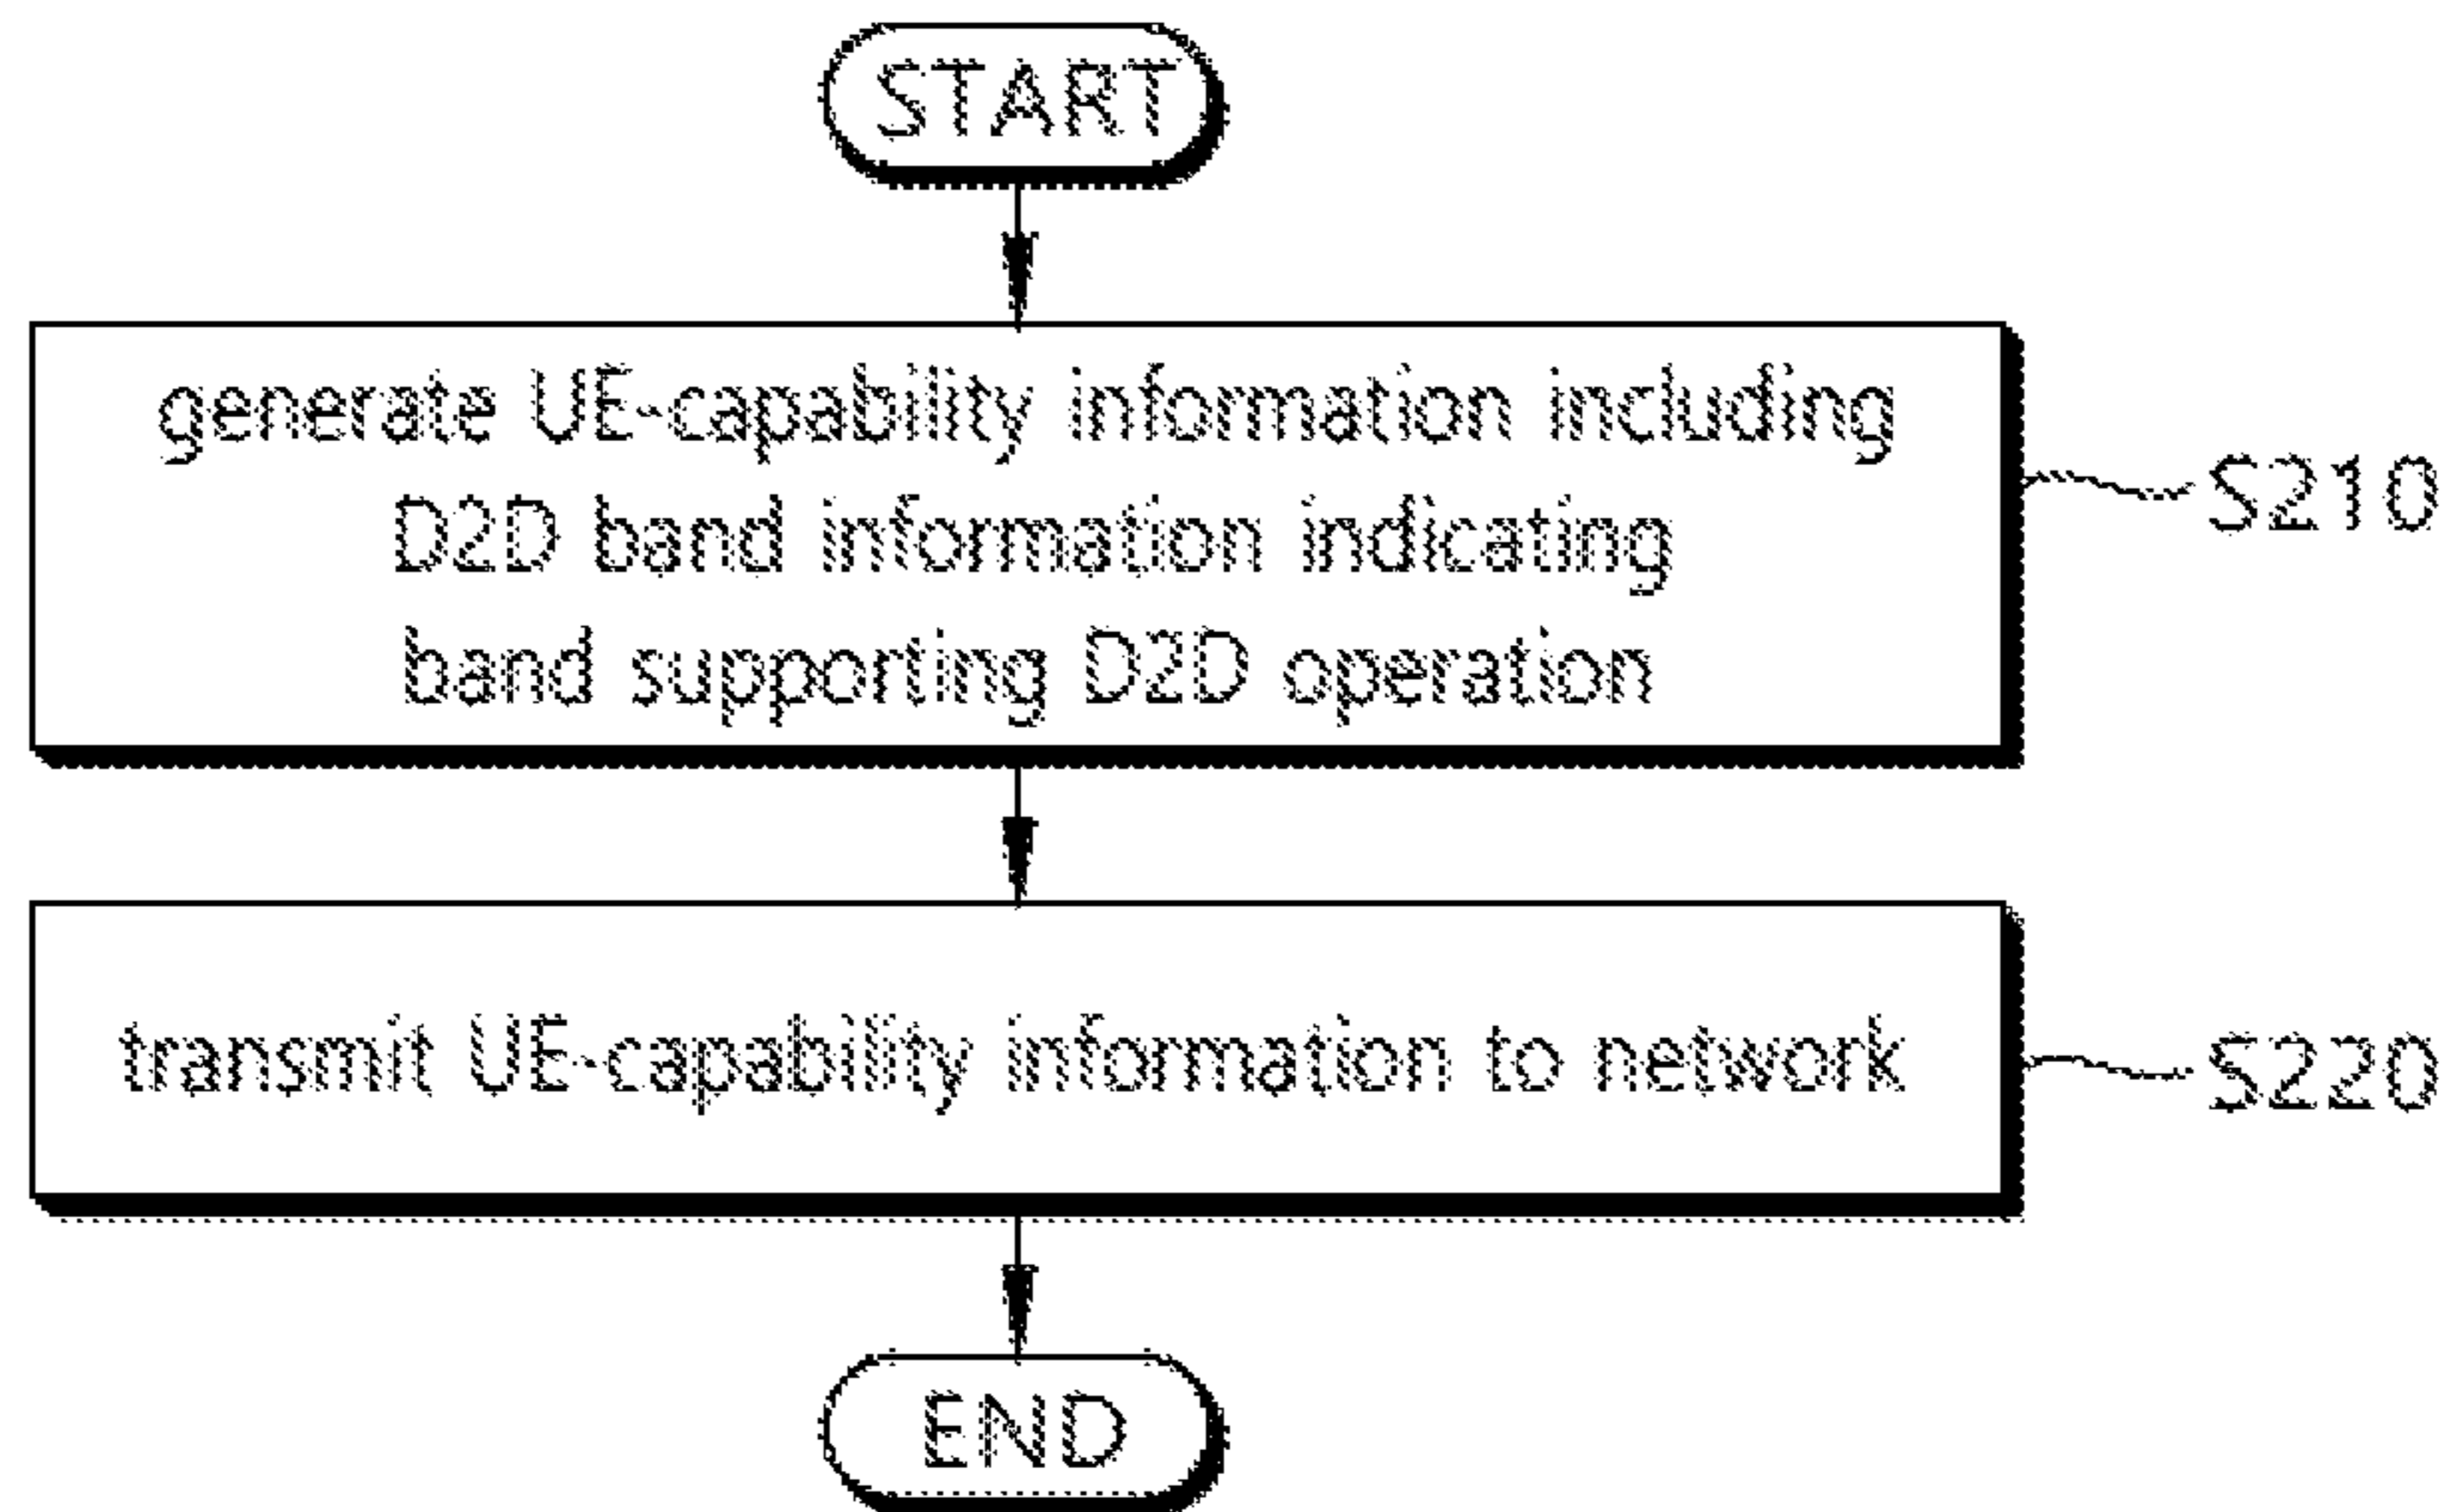 START
generate UE-capability information including
D2D band information indicating
band supporting D2D operation
S210
transmit UE-capability information to network
S220
END